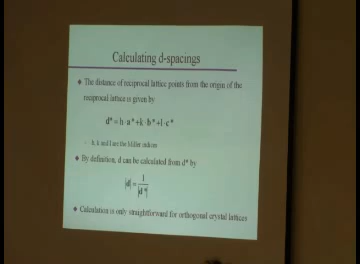 Calculating d-spacings
The distance of reciprocal lattice points from the origin of the
reciprocal lattice is given by
d* = h · a* + k · b* + l · c*
- h, k and l are the Miller indices
By definition, d can be calculated from d* by
|d| = 1 / |d*|
Calculation is only straightforward for orthogonal crystal lattices